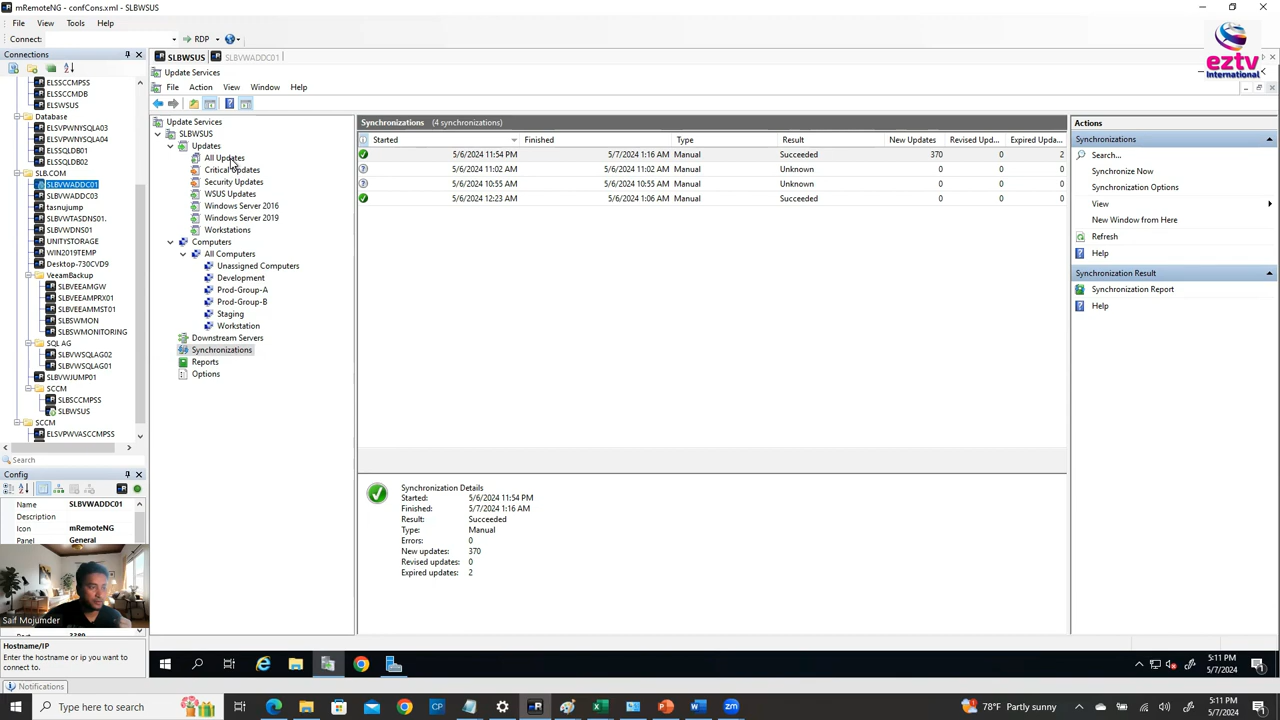 mRemoteNG - confCons.xml - SLBWSUS
File View Tools Help
Connect: RDP
Connections
ELSSCCMPSS
ELSSCCMDB
ELSWSUS
Database
ELSVPWNYSQLA03
ELSVPWNYSQLA04
ELSSQLDB01
ELSSQLDB02
SLB.COM
SLBVWADDC01
SLBVWADDC03
tasnujump
SLBVWTASDNS01.
SLBVWDNS01
UNITYSTORAGE
WIN2019TEMP
Desktop-730CVD9
VeeamBackup
SLBVEEAMGW
SLBVEEAMPRX01
SLBVEEAMMST01
SLBSWMON
SLBSWMONITORING
SQL AG
SLBVWSQLAG02
SLBVWSQLAG01
SLBVWJUMP01
SCCM
SLBSCCMPSS
SLBWSUS
SCCM
ELSVPWVASCCMPSS
Search
Config
Name SLBVWADDC01
Description
Icon mRemoteNG
Panel General
Saif Mojumder
Hostname/IP
Enter the hostname or ip you want to connect to.
Notifications
SLBWSUS SLBVWADDC01
Update Services
File Action View Window Help
Update Services
SLBWSUS
Updates
All Updates
Critical Updates
Security Updates
WSUS Updates
Windows Server 2016
Windows Server 2019
Workstations
Computers
All Computers
Unassigned Computers
Development
Prod-Group-A
Prod-Group-B
Staging
Workstation
Downstream Servers
Synchronizations
Reports
Options
Synchronizations (4 synchronizations)
Started Finished Type Result New Updates Revised Upd... Expired Upda...
5/6/2024 11:54 PM 5/7/2024 1:16 AM Manual Succeeded 370 0 2
5/6/2024 11:02 AM 5/6/2024 11:02 AM Manual Unknown 0 0 0
5/6/2024 10:55 AM 5/6/2024 10:55 AM Manual Unknown 0 0 0
5/6/2024 12:23 AM 5/6/2024 1:06 AM Manual Succeeded 0 0 0
Synchronization Details
Started: 5/6/2024 11:54 PM
Finished: 5/7/2024 1:16 AM
Result: Succeeded
Type: Manual
Errors: 0
New updates: 370
Revised updates: 0
Expired updates: 2
Actions
Synchronizations
Search...
Synchronize Now
Synchronization Options
View
New Window from Here
Refresh
Help
Synchronization Result
Synchronization Report
Help
eztv
International
5:11 PM
5/7/2024
Type here to search
78°F Partly sunny
5:11 PM
5/7/2024